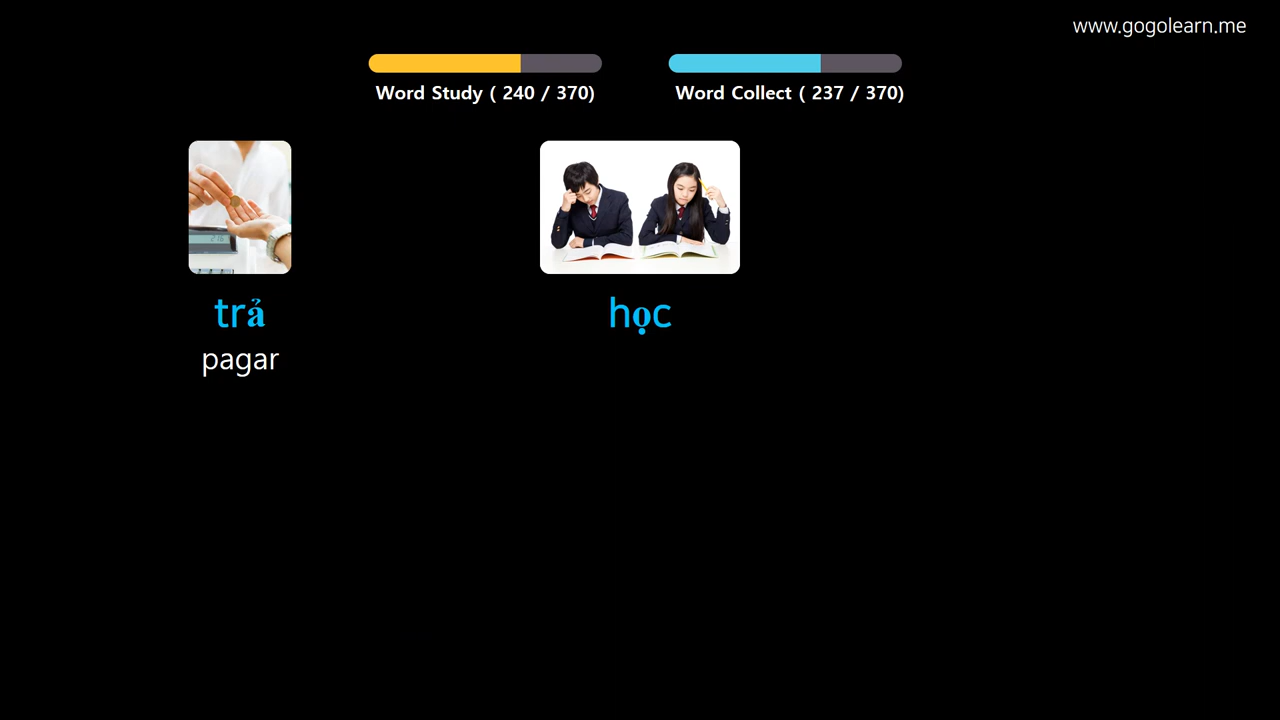 www.gogolearn.me
Word Study ( 240 / 370)
Word Collect ( 237 / 370)
trả
học
pagar